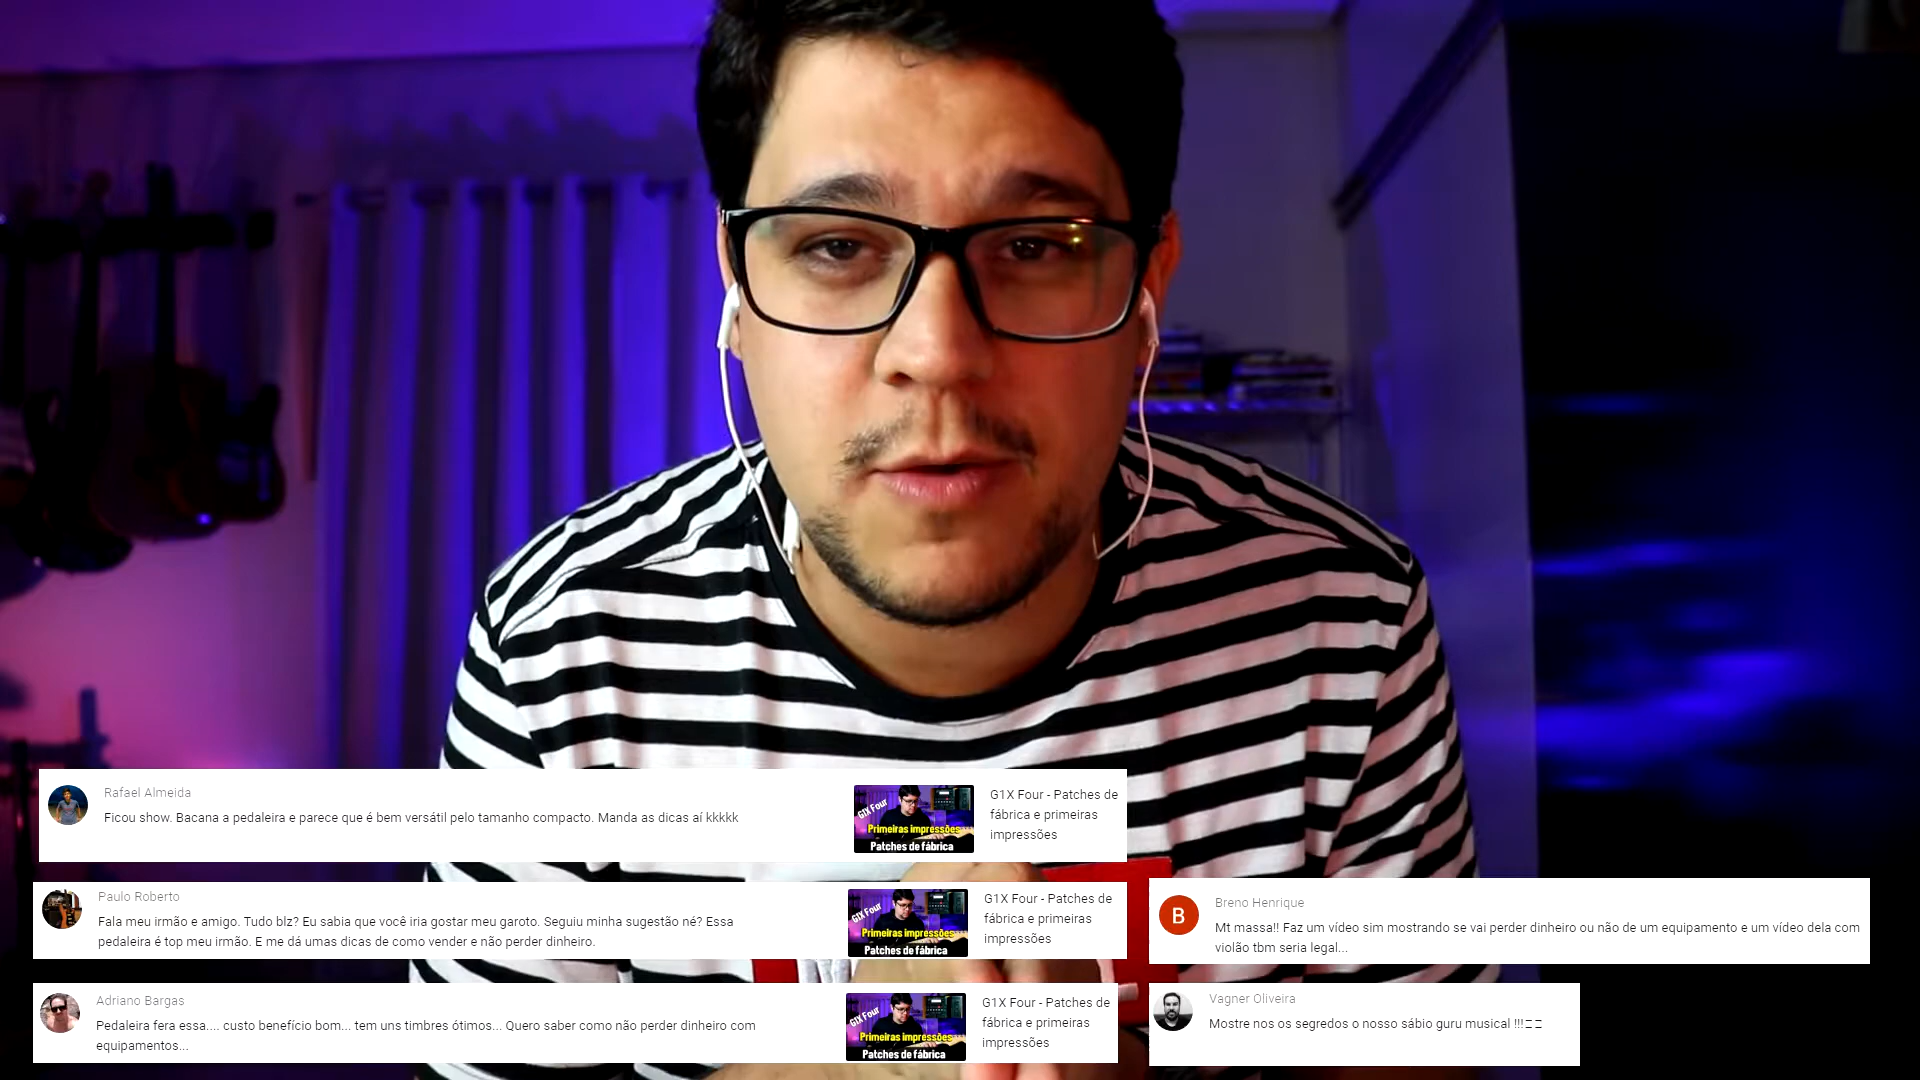 Rafael Almeida
Ficou show. Bacana a pedaleira e parece que é bem versátil pelo tamanho compacto. Manda as dicas aí kkkkk
G1X Four
Primeiras impressões
Patches de fábrica
G1X Four - Patches de
fábrica e primeiras
impressões
Paulo Roberto
Fala meu irmão e amigo. Tudo blz? Eu sabia que você iria gostar meu garoto. Seguiu minha sugestão né? Essa
pedaleira é top meu irmão. E me dá umas dicas de como vender e não perder dinheiro.
G1X Four
Primeiras impressões
Patches de fábrica
G1X Four - Patches de
fábrica e primeiras
impressões
Adriano Bargas
Pedaleira fera essa.... custo benefício bom... tem uns timbres ótimos... Quero saber como não perder dinheiro com
equipamentos...
G1X Four
Primeiras impressões
Patches de fábrica
G1X Four - Patches de
fábrica e primeiras
impressões
B
Breno Henrique
Mt massa!! Faz um vídeo sim mostrando se vai perder dinheiro ou não de um equipamento e um vídeo dela com
violão tbm seria legal...
Vagner Oliveira
Mostre nos os segredos o nosso sábio guru musical !!!